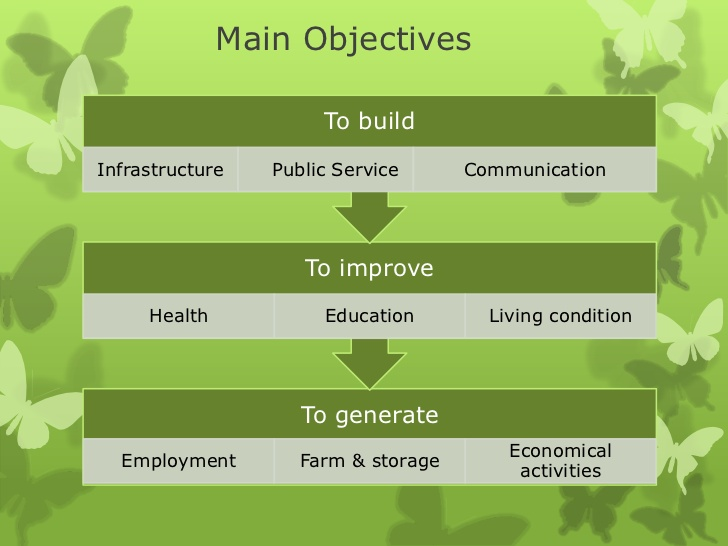 Main Objectives
To build
Infrastructure Public Service Communication
To improve
Health Education Living condition
To generate
Employment Farm & storage Economical
activities